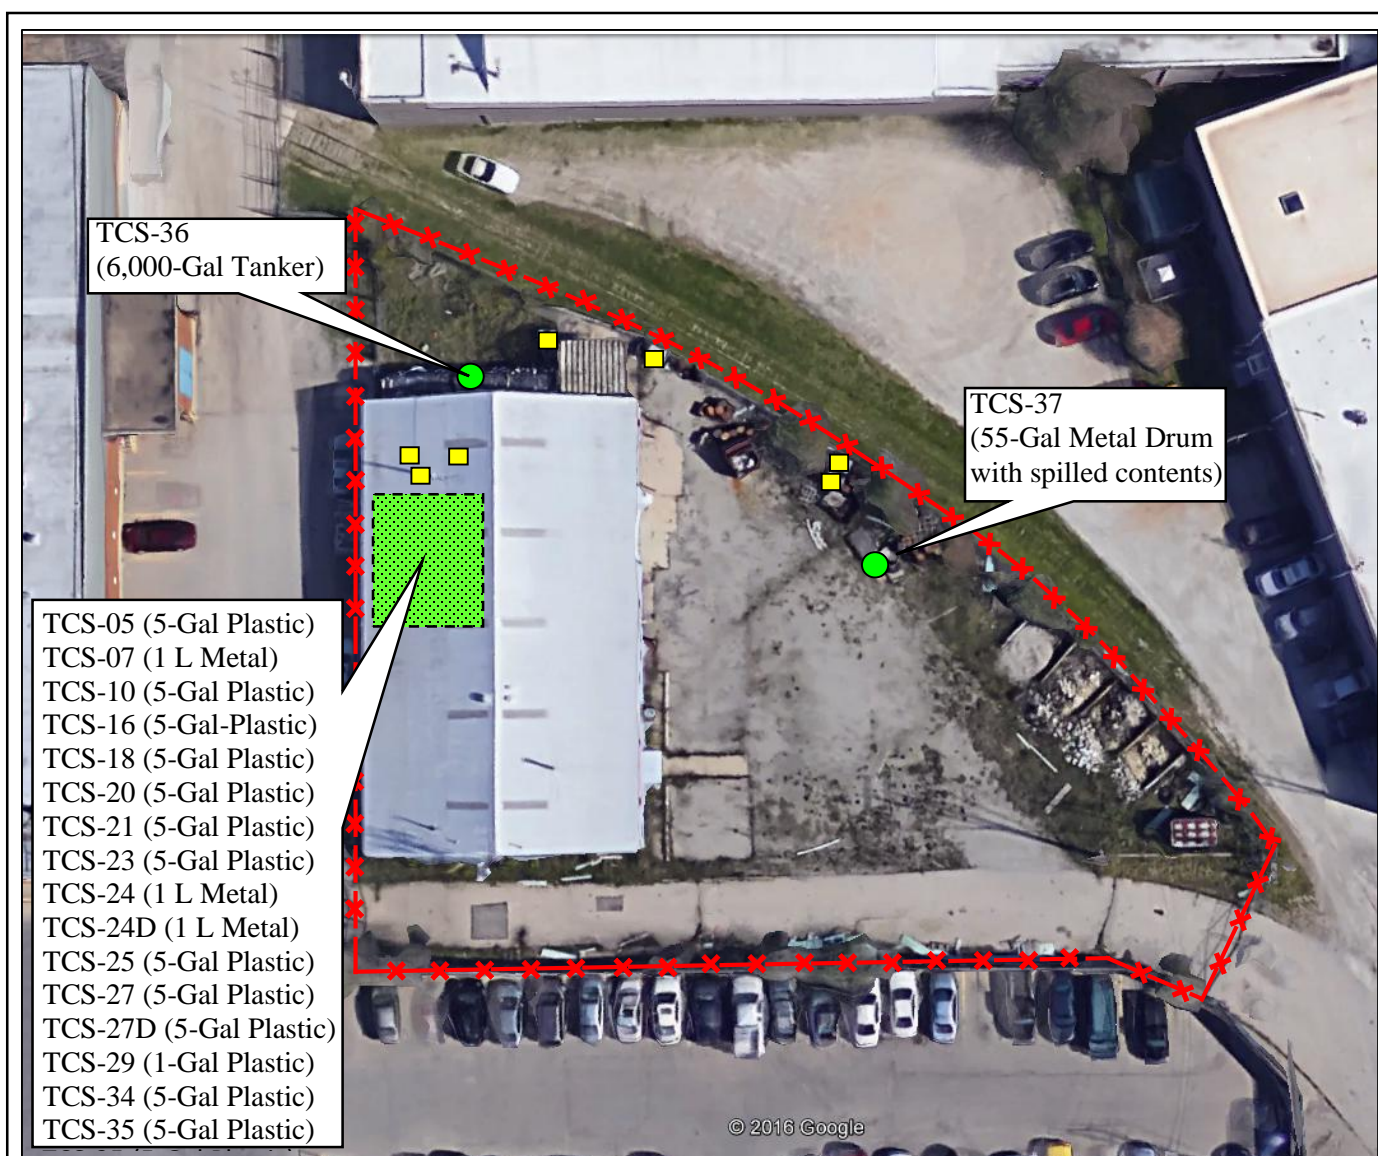 TCS-36
(6,000-Gal Tanker)
TCS-37
(55-Gal Metal Drum
with spilled contents)
TCS-05 (5-Gal Plastic)
TCS-07 (1 L Metal)
TCS-10 (5-Gal Plastic)
TCS-16 (5-Gal-Plastic)
TCS-18 (5-Gal Plastic)
TCS-20 (5-Gal Plastic)
TCS-21 (5-Gal Plastic)
TCS-23 (5-Gal Plastic)
TCS-24 (1 L Metal)
TCS-24D (1 L Metal)
TCS-25 (5-Gal Plastic)
TCS-27 (5-Gal Plastic)
TCS-27D (5-Gal Plastic)
TCS-29 (1-Gal Plastic)
TCS-34 (5-Gal Plastic)
TCS-35 (5-Gal Plastic)
© 2016 Google